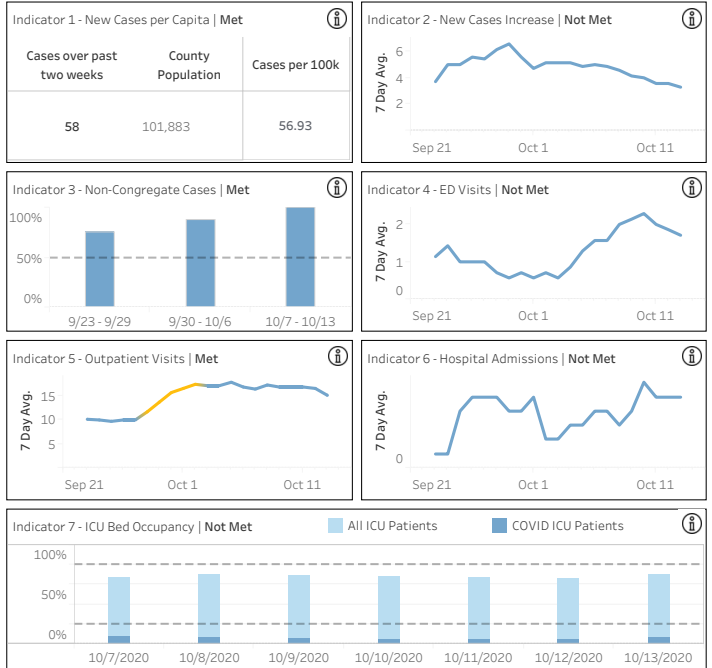 Indicator 1 - New Cases per Capita | Met
Cases over past two weeks
County Population
Cases per 100k
58
101,883
56.93
Indicator 2 - New Cases Increase | Not Met
7 Day Avg.
6
4
2
Sep 21
Oct 1
Oct 11
Indicator 3 - Non-Congregate Cases | Met
100%
50%
0%
9/23 - 9/29
9/30 - 10/6
10/7 - 10/13
Indicator 4 - ED Visits | Not Met
7 Day Avg.
2
1
0
Sep 21
Oct 1
Oct 11
Indicator 5 - Outpatient Visits | Met
7 Day Avg.
15
10
5
Sep 21
Oct 1
Oct 11
Indicator 6 - Hospital Admissions | Not Met
7 Day Avg.
0
Sep 21
Oct 1
Oct 11
Indicator 7 - ICU Bed Occupancy | Not Met
All ICU Patients
COVID ICU Patients
100%
50%
0%
10/7/2020
10/8/2020
10/9/2020
10/10/2020
10/11/2020
10/12/2020
10/13/2020